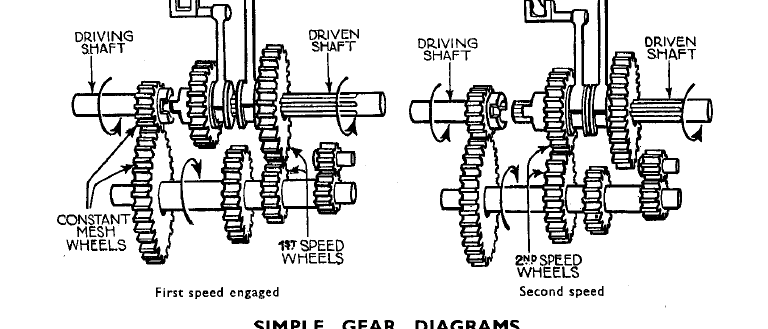 DRIVING
SHAFT
DRIVEN
SHAFT
CONSTANT
MESH
WHEELS
1ST SPEED
WHEELS
First speed engaged
DRIVING
SHAFT
DRIVEN
SHAFT
2ND SPEED
WHEELS
Second speed
SIMPLE GEAR DIAGRAMS